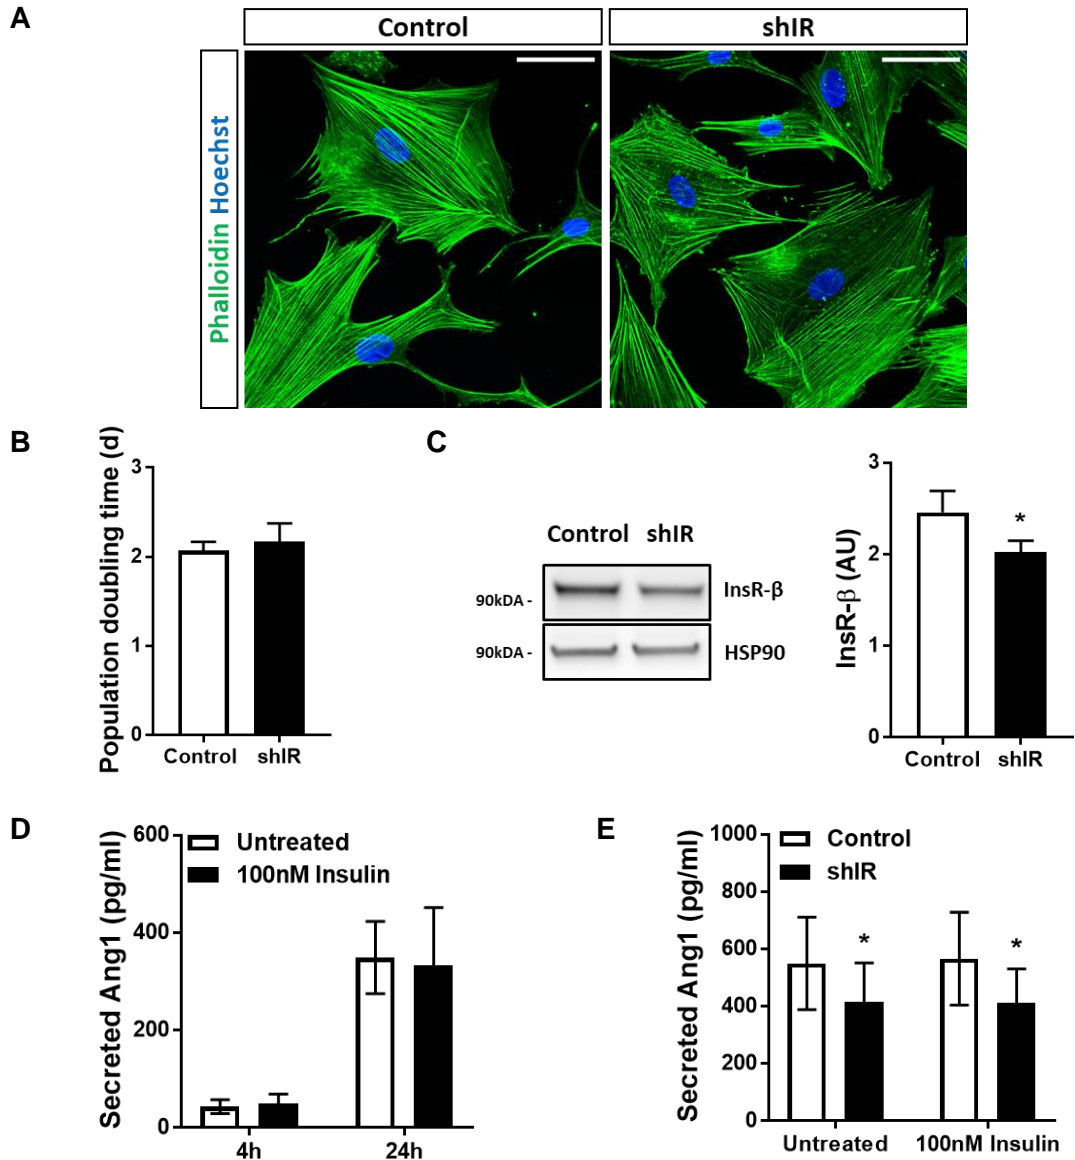 A
Control
shIR
Phalloidin Hoechst
B
Population doubling time (d)
3
2
1
0
Control
shIR
C
Control
shIR
90kDA -
InsR-β
90kDA -
HSP90
InsR-β (AU)
3
2
1
0
*
Control
shIR
D
Secreted Ang1 (pg/ml)
600
400
200
0
Untreated
100nM Insulin
4h
24h
E
Secreted Ang1 (pg/ml)
1000
800
600
400
200
0
Control
shIR
*
*
Untreated
100nM Insulin